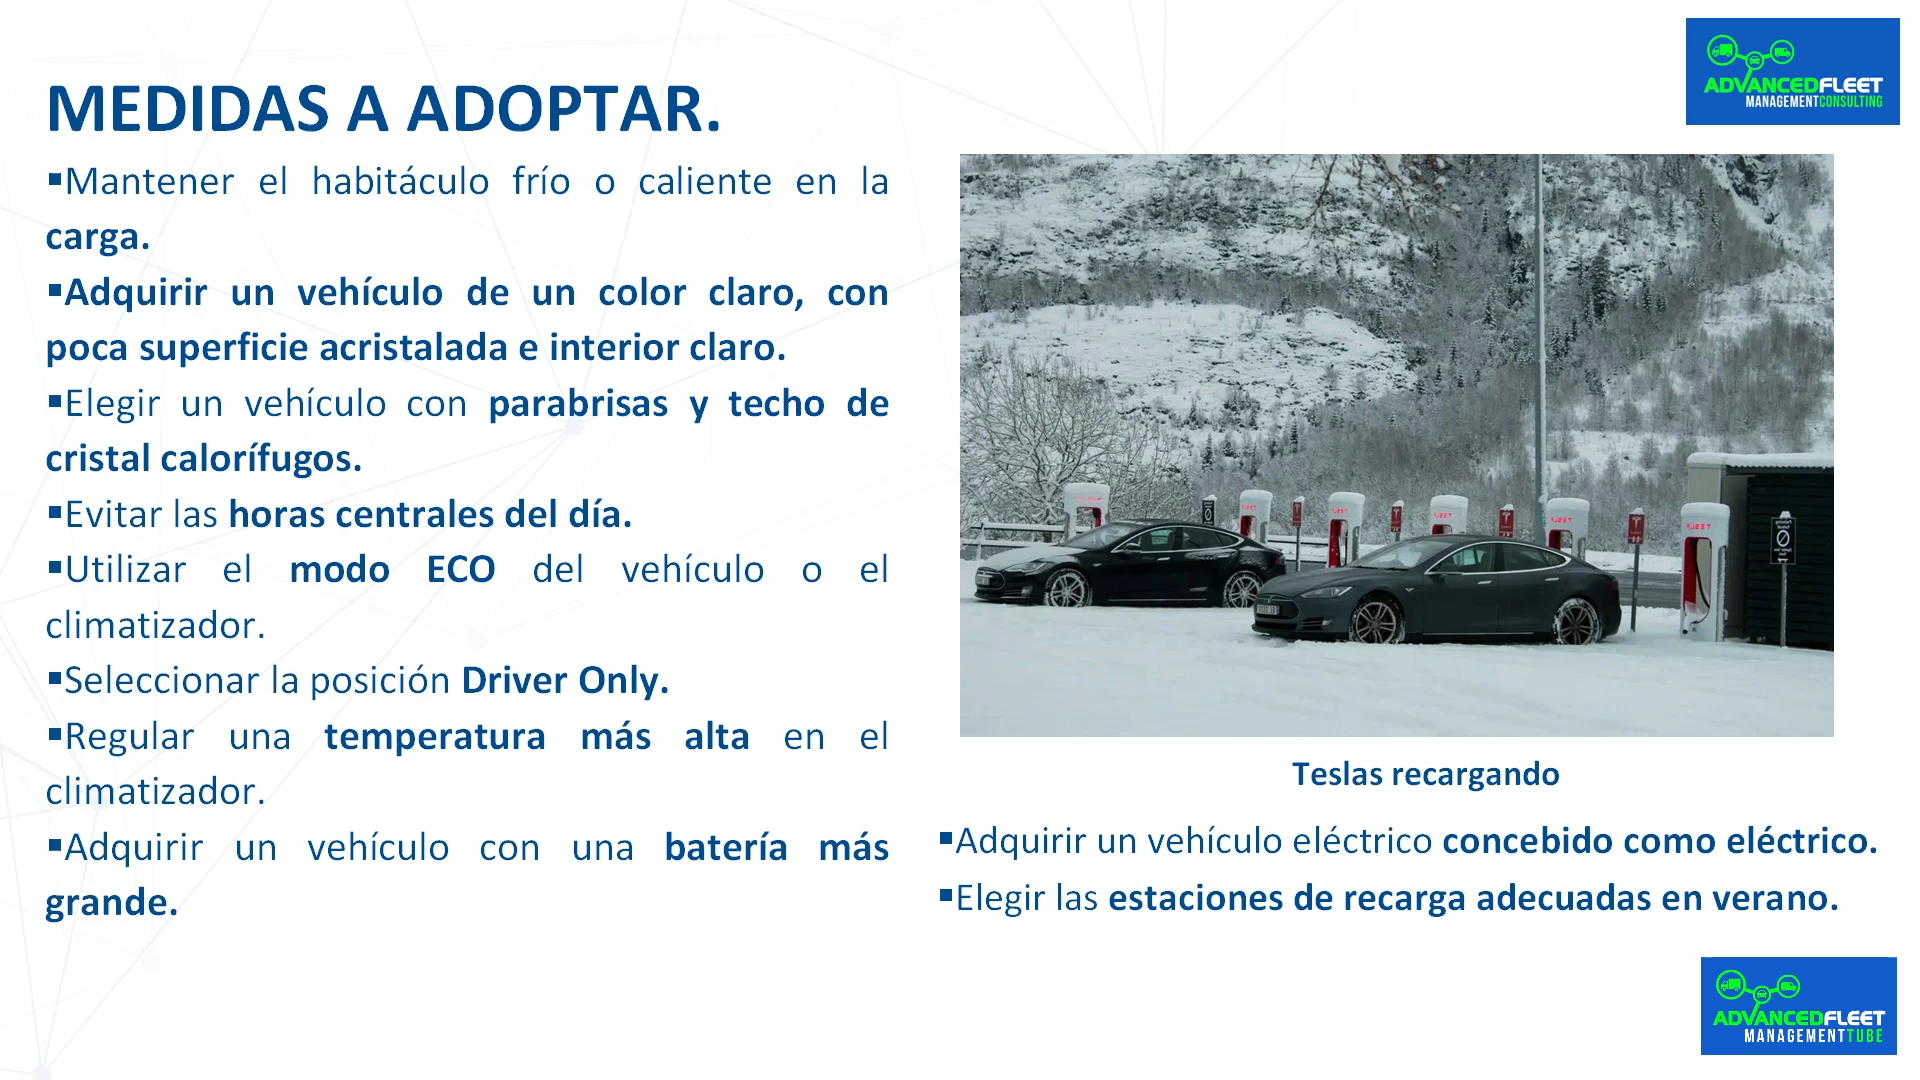 MEDIDAS A ADOPTAR.
▪Mantener el habitáculo frío o caliente en la
carga.
▪Adquirir un vehículo de un color claro, con
poca superficie acristalada e interior claro.
▪Elegir un vehículo con parabrisas y techo de
cristal calorífugos.
▪Evitar las horas centrales del día.
▪Utilizar el modo ECO del vehículo o el
climatizador.
▪Seleccionar la posición Driver Only.
▪Regular una temperatura más alta en el
climatizador.
▪Adquirir un vehículo con una batería más
grande.
ADVANCEDFLEET
MANAGEMENTCONSULTING
Teslas recargando
▪Adquirir un vehículo eléctrico concebido como eléctrico.
▪Elegir las estaciones de recarga adecuadas en verano.
ADVANCEDFLEET
MANAGEMENTTUBE